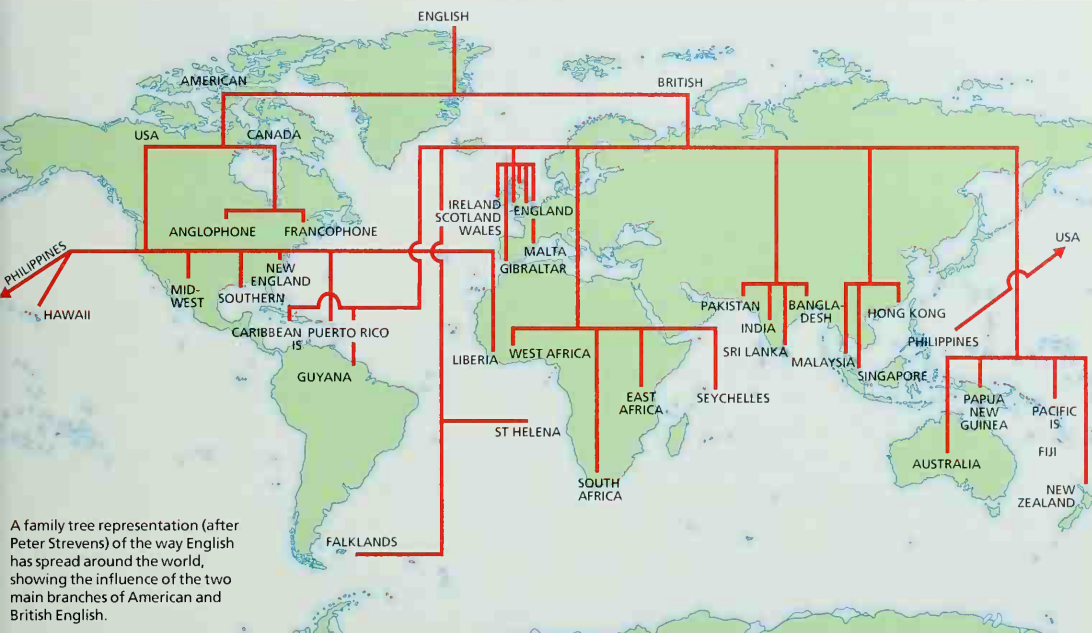 ENGLISH
AMERICAN
BRITISH
USA
CANADA
ANGLOPHONE
FRANCOPHONE
PHILIPPINES
HAWAII
MID-
WEST
SOUTHERN
NEW
ENGLAND
CARIBBEAN
IS
PUERTO RICO
GUYANA
LIBERIA
IRELAND
SCOTLAND
WALES
ENGLAND
MALTA
GIBRALTAR
WEST AFRICA
EAST
AFRICA
SEYCHELLES
SOUTH
AFRICA
ST HELENA
FALKLANDS
PAKISTAN
INDIA
BANGLA-
DESH
SRI LANKA
MALAYSIA
SINGAPORE
HONG KONG
USA
PHILIPPINES
PAPUA
NEW
GUINEA
PACIFIC
IS
FIJI
AUSTRALIA
NEW
ZEALAND
A family tree representation (after
Peter Strevens) of the way English
has spread around the world,
showing the influence of the two
main branches of American and
British English.